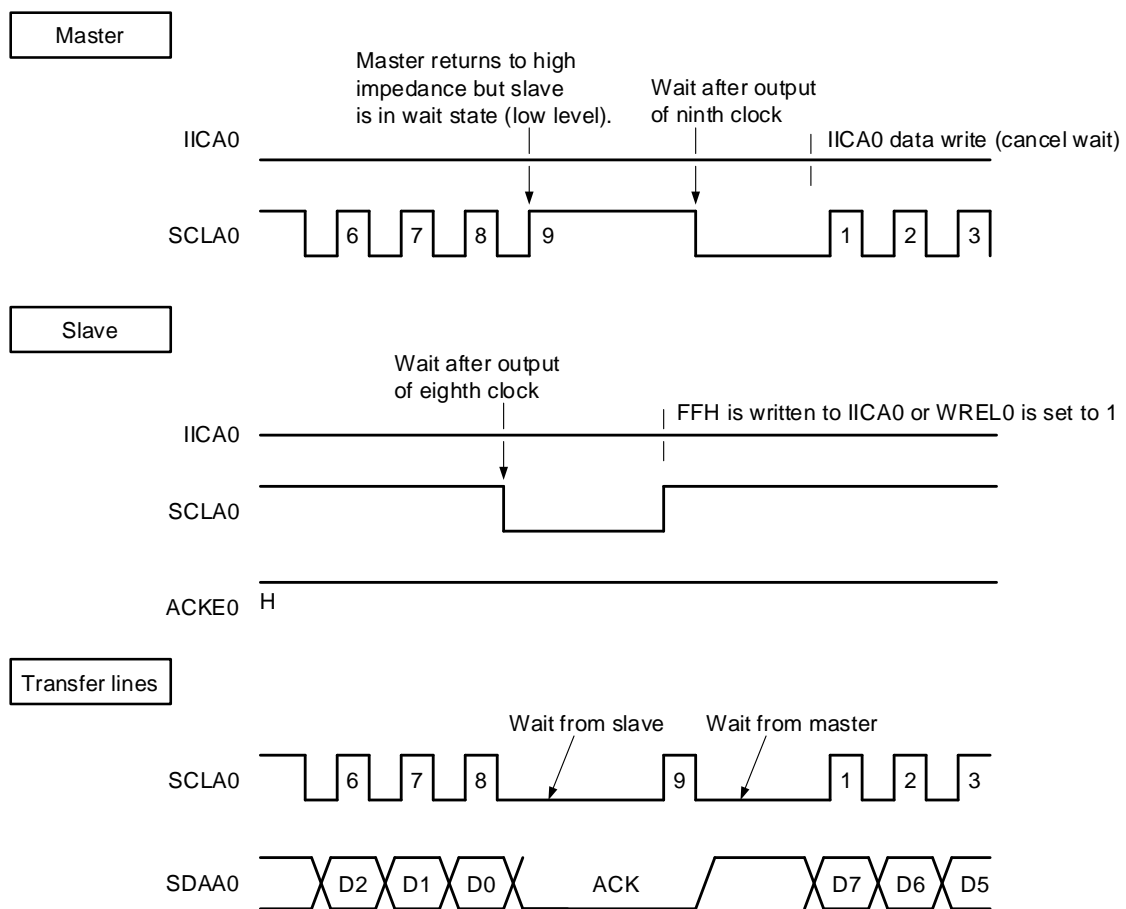 Master
Master returns to high
impedance but slave
is in wait state (low level).
Wait after output
of ninth clock
IICA0
IICA0 data write (cancel wait)
SCLA0
6 7 8 9 1 2 3
Slave
Wait after output
of eighth clock
FFH is written to IICA0 or WREL0 is set to 1
IICA0
SCLA0
ACKE0 H
Transfer lines
Wait from slave
Wait from master
SCLA0
6 7 8 9 1 2 3
SDAA0
D2 D1 D0 ACK D7 D6 D5